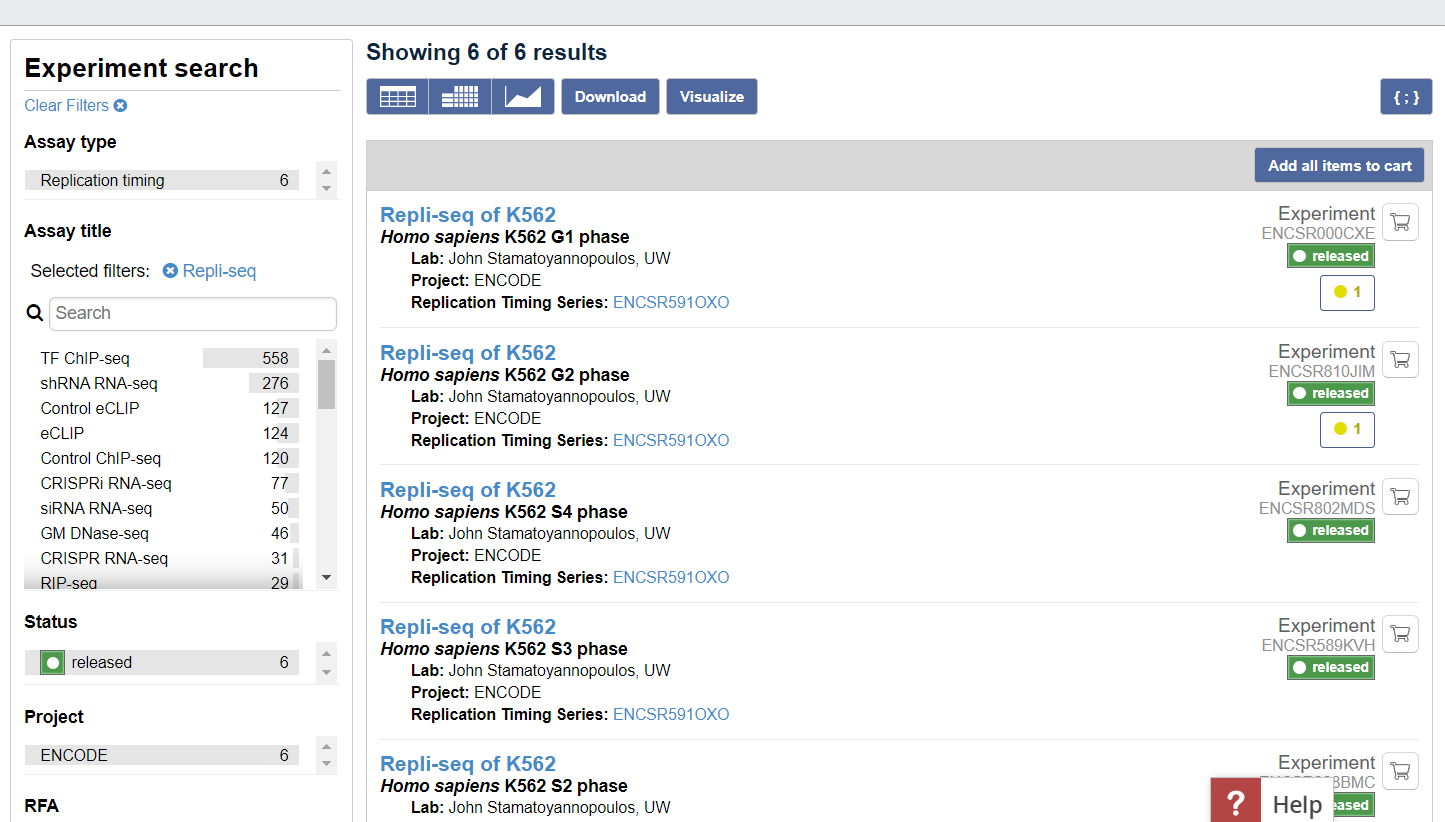 Experiment search
Clear Filters
Assay type
Replication timing 6
Assay title
Selected filters: Repli-seq
Search
TF ChIP-seq 558
shRNA RNA-seq 276
Control eCLIP 127
eCLIP 124
Control ChIP-seq 120
CRISPRi RNA-seq 77
siRNA RNA-seq 50
GM DNase-seq 46
CRISPR RNA-seq 31
RIP-seq 29
Status
released 6
Project
ENCODE 6
RFA
Showing 6 of 6 results
Download Visualize { ; }
Add all items to cart
Repli-seq of K562 Experiment
Homo sapiens K562 G1 phase ENCSR000CXE
Lab: John Stamatoyannopoulos, UW released
Project: ENCODE
Replication Timing Series: ENCSR591OXO 1
Repli-seq of K562 Experiment
Homo sapiens K562 G2 phase ENCSR810JIM
Lab: John Stamatoyannopoulos, UW released
Project: ENCODE
Replication Timing Series: ENCSR591OXO 1
Repli-seq of K562 Experiment
Homo sapiens K562 S4 phase ENCSR802MDS
Lab: John Stamatoyannopoulos, UW released
Project: ENCODE
Replication Timing Series: ENCSR591OXO
Repli-seq of K562 Experiment
Homo sapiens K562 S3 phase ENCSR589KVH
Lab: John Stamatoyannopoulos, UW released
Project: ENCODE
Replication Timing Series: ENCSR591OXO
Repli-seq of K562 Experiment
Homo sapiens K562 S2 phase
Lab: John Stamatoyannopoulos, UW
? Help